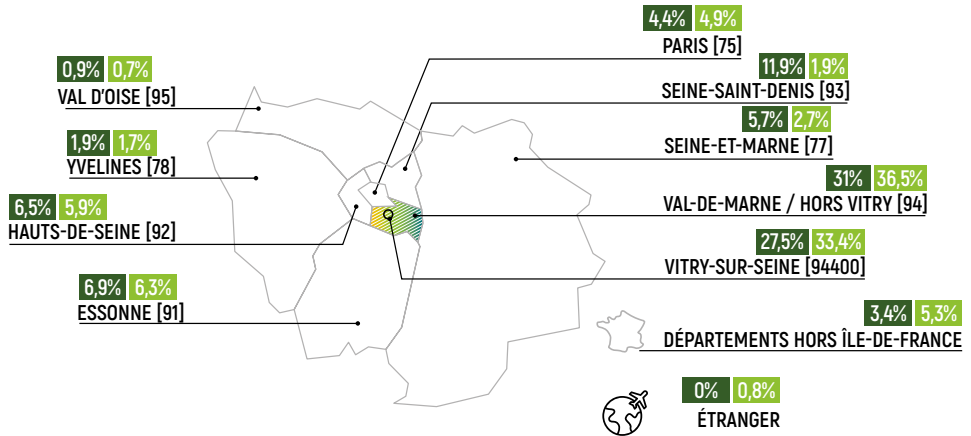 4,4% 4,9%
PARIS [75]
0,9% 0,7%
VAL D'OISE [95]
11,9% 1,9%
SEINE-SAINT-DENIS [93]
5,7% 2,7%
SEINE-ET-MARNE [77]
1,9% 1,7%
YVELINES [78]
31% 36,5%
VAL-DE-MARNE / HORS VITRY [94]
6,5% 5,9%
HAUTS-DE-SEINE [92]
27,5% 33,4%
VITRY-SUR-SEINE [94400]
6,9% 6,3%
ESSONNE [91]
3,4% 5,3%
DÉPARTEMENTS HORS ÎLE-DE-FRANCE
0% 0,8%
ÉTRANGER